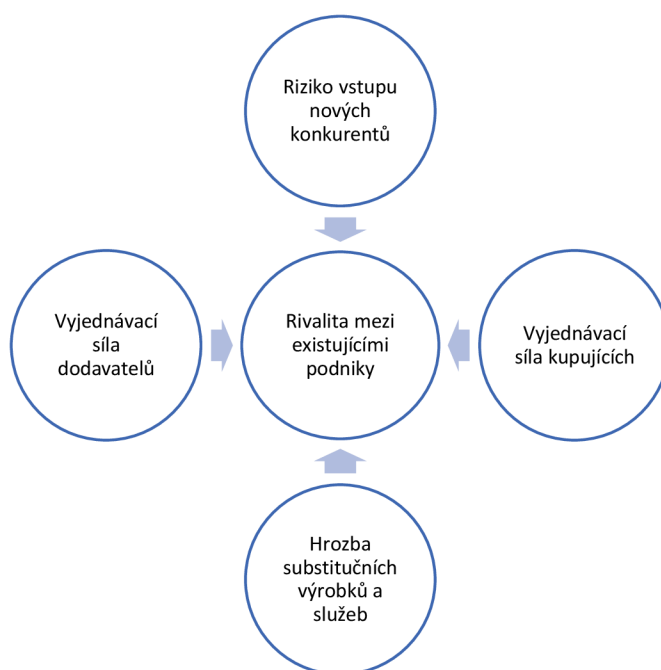 Riziko vstupu
nových
konkurentů
Vyjednávací
síla
dodavatelů
Rivalita mezi
existujícími
podniky
Vyjednávací
síla kupujících
Hrozba
substitučních
výrobků a
služeb